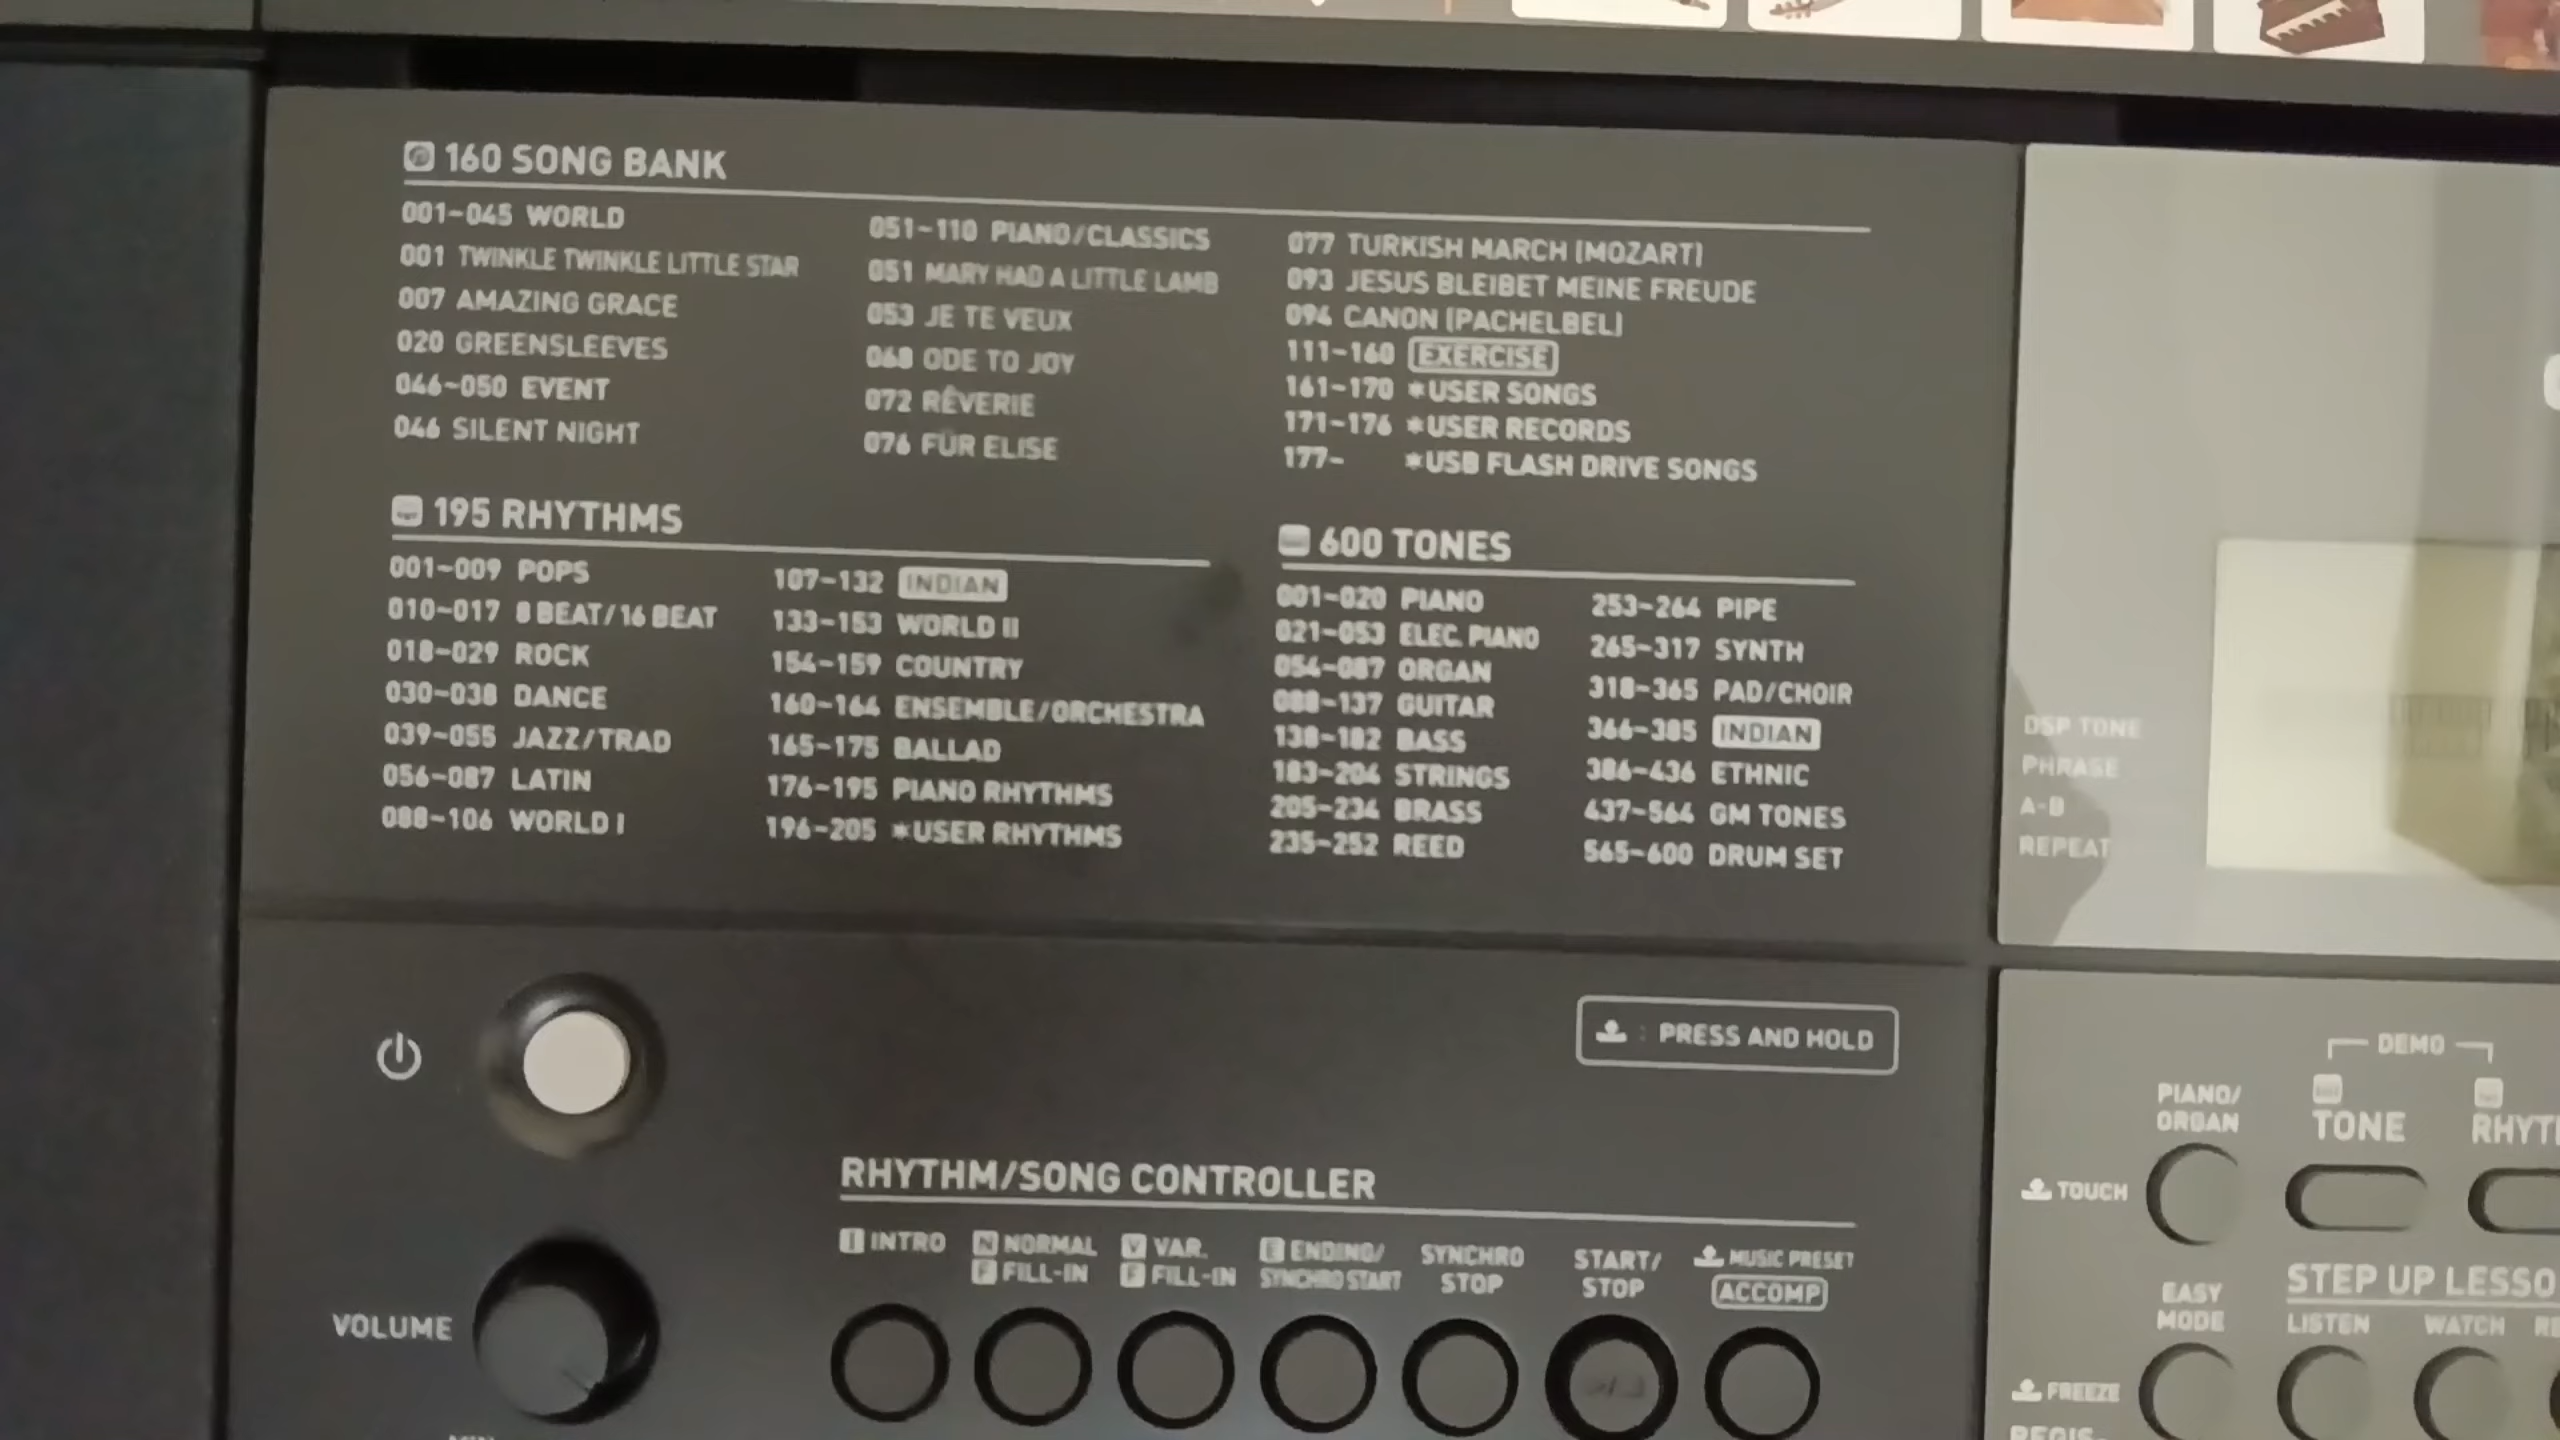 160 SONG BANK
001-045 WORLD
001 TWINKLE TWINKLE LITTLE STAR
007 AMAZING GRACE
020 GREENSLEEVES
046-050 EVENT
046 SILENT NIGHT
051-110 PIANO/CLASSICS
051 MARY HAD A LITTLE LAMB
053 JE TE VEUX
068 ODE TO JOY
072 RÊVERIE
076 FÜR ELISE
077 TURKISH MARCH (MOZART)
093 JESUS BLEIBET MEINE FREUDE
094 CANON (PACHELBEL)
111-160 EXERCISE
161-170 *USER SONGS
171-176 *USER RECORDS
177- *USB FLASH DRIVE SONGS
195 RHYTHMS
001-009 POPS
010-017 8 BEAT/16 BEAT
018-029 ROCK
030-038 DANCE
039-055 JAZZ/TRAD
056-087 LATIN
088-106 WORLD I
107-132 INDIAN
133-153 WORLD II
154-159 COUNTRY
160-164 ENSEMBLE/ORCHESTRA
165-175 BALLAD
176-195 PIANO RHYTHMS
196-205 *USER RHYTHMS
600 TONES
001-020 PIANO
021-053 ELEC. PIANO
054-087 ORGAN
088-137 GUITAR
138-182 BASS
183-204 STRINGS
205-234 BRASS
235-252 REED
253-264 PIPE
265-317 SYNTH
318-365 PAD/CHOIR
366-385 INDIAN
386-436 ETHNIC
437-564 GM TONES
565-600 DRUM SET
DSP TONE
PHRASE
A-B
REPEAT
: PRESS AND HOLD
VOLUME
RHYTHM/SONG CONTROLLER
I INTRO
N NORMAL
F FILL-IN
V VAR.
F FILL-IN
E ENDING/
SYNCHRO START
SYNCHRO
STOP
START/
STOP
MUSIC PRESET
ACCOMP
DEMO
PIANO/
ORGAN
TONE
TOUCH
EASY
MODE
STEP UP
LISTEN
WATCH
FREEZE